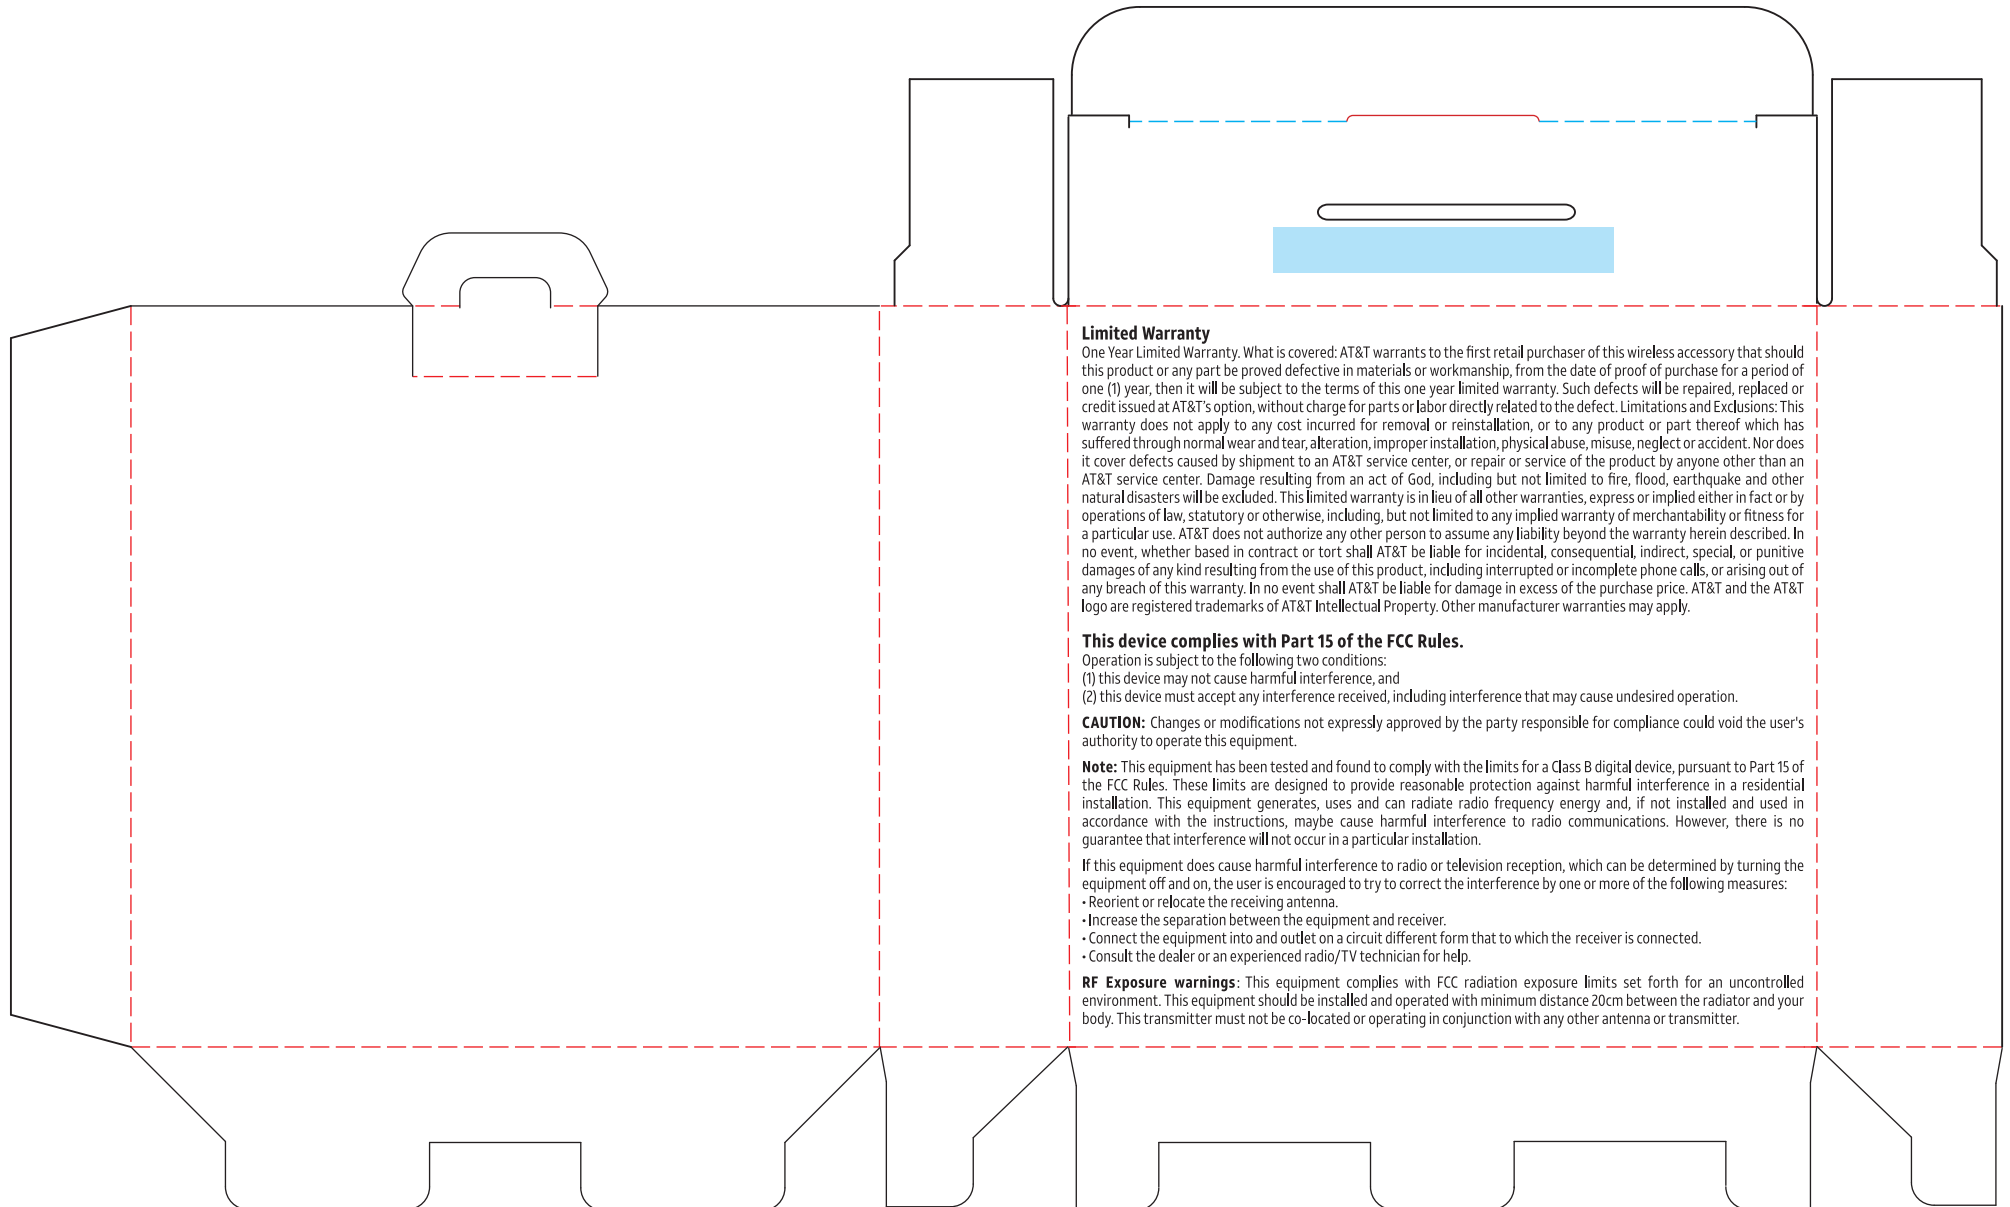 Limited Warranty
One Year Limited Warranty. What is covered: AT&T warrants to the first retail purchaser of this wireless accessory that should
this product or any part be proved defective in materials or workmanship, from the date of proof of purchase for a period of
one (1) year, then it will be subject to the terms of this one year limited warranty. Such defects will be repaired, replaced or
credit issued at AT&T's option, without charge for parts or labor directly related to the defect. Limitations and Exclusions: This
warranty does not apply to any cost incurred for removal or reinstallation, or to any product or part thereof which has
suffered through normal wear and tear, alteration, improper installation, physical abuse, misuse, neglect or accident. Nor does
it cover defects caused by shipment to an AT&T service center, or repair or service of the product by anyone other than an
AT&T service center. Damage resulting from an act of God, including but not limited to fire, flood, earthquake and other
natural disasters will be excluded. This limited warranty is in lieu of all other warranties, express or implied either in fact or by
operations of law, statutory or otherwise, including, but not limited to any implied warranty of merchantability or fitness for
a particular use. AT&T does not authorize any other person to assume any liability beyond the warranty herein described. In
no event, whether based in contract or tort shall AT&T be liable for incidental, consequential, indirect, special, or punitive
damages of any kind resulting from the use of this product, including interrupted or incomplete phone calls, or arising out of
any breach of this warranty. In no event shall AT&T be liable for damage in excess of the purchase price. AT&T and the AT&T
logo are registered trademarks of AT&T Intellectual Property. Other manufacturer warranties may apply.
This device complies with Part 15 of the FCC Rules.
Operation is subject to the following two conditions:
(1) this device may not cause harmful interference, and
(2) this device must accept any interference received, including interference that may cause undesired operation.
CAUTION: Changes or modifications not expressly approved by the party responsible for compliance could void the user's
authority to operate this equipment.
Note: This equipment has been tested and found to comply with the limits for a Class B digital device, pursuant to Part 15 of
the FCC Rules. These limits are designed to provide reasonable protection against harmful interference in a residential
installation. This equipment generates, uses and can radiate radio frequency energy and, if not installed and used in
accordance with the instructions, maybe cause harmful interference to radio communications. However, there is no
guarantee that interference will not occur in a particular installation.
If this equipment does cause harmful interference to radio or television reception, which can be determined by turning the
equipment off and on, the user is encouraged to try to correct the interference by one or more of the following measures:
• Reorient or relocate the receiving antenna.
• Increase the separation between the equipment and receiver.
• Connect the equipment into and outlet on a circuit different form that to which the receiver is connected.
• Consult the dealer or an experienced radio/TV technician for help.
RF Exposure warnings: This equipment complies with FCC radiation exposure limits set forth for an uncontrolled
environment. This equipment should be installed and operated with minimum distance 20cm between the radiator and your
body. This transmitter must not be co-located or operating in conjunction with any other antenna or transmitter.